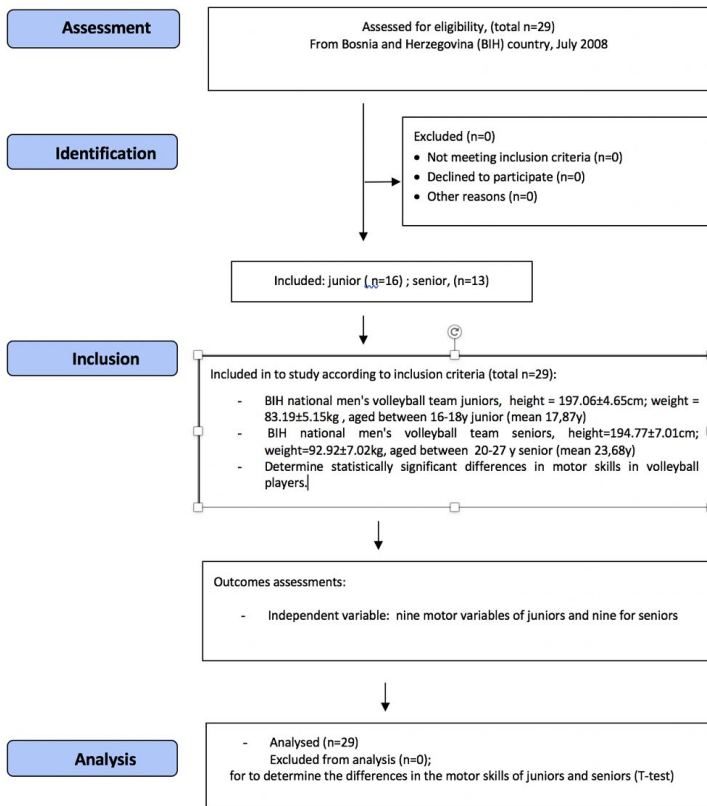 Assessment
Assessed for eligibility, (total n=29)
From Bosnia and Herzegovina (BIH) country, July 2008
Identification
Excluded (n=0)
• Not meeting inclusion criteria (n=0)
• Declined to participate (n=0)
• Other reasons (n=0)
Included: junior ( n=16) ; senior, (n=13)
Inclusion
Included in to study according to inclusion criteria (total n=29):
- BIH national men's volleyball team juniors, height = 197.06±4.65cm; weight =
83.19±5.15kg , aged between 16-18y junior (mean 17,87y)
- BIH national men's volleyball team seniors, height=194.77±7.01cm;
weight=92.92±7.02kg, aged between 20-27 y senior (mean 23,68y)
- Determine statistically significant differences in motor skills in volleyball
players.
Outcomes assessments:
- Independent variable: nine motor variables of juniors and nine for seniors
Analysis
- Analysed (n=29)
Excluded from analysis (n=0);
for to determine the differences in the motor skills of juniors and seniors (T-test)